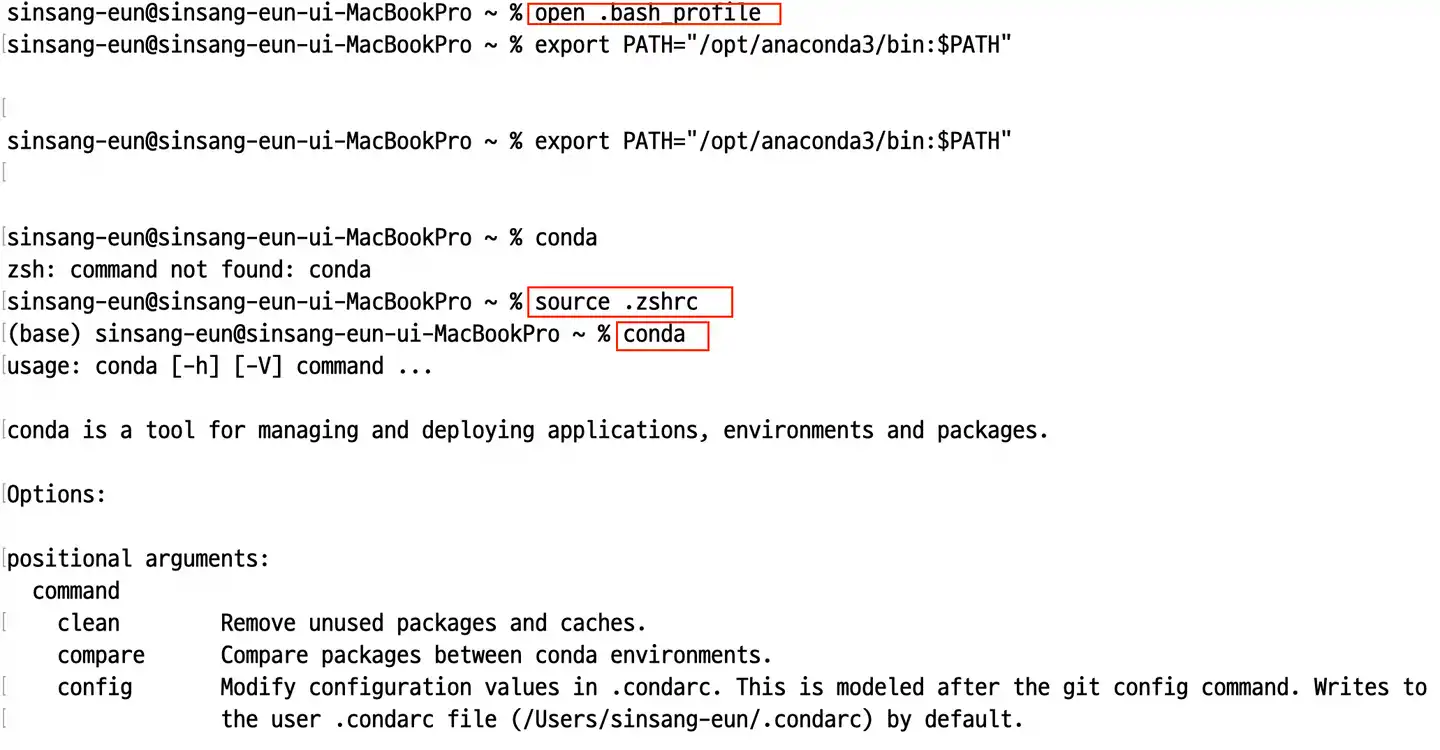 sinsang-eun@sinsang-eun-ui-MacBookPro ~ % open .bash_profile
[sinsang-eun@sinsang-eun-ui-MacBookPro ~ % export PATH="/opt/anaconda3/bin:$PATH"
[
sinsang-eun@sinsang-eun-ui-MacBookPro ~ % export PATH="/opt/anaconda3/bin:$PATH"
[
[sinsang-eun@sinsang-eun-ui-MacBookPro ~ % conda
zsh: command not found: conda
[sinsang-eun@sinsang-eun-ui-MacBookPro ~ % source .zshrc
[(base) sinsang-eun@sinsang-eun-ui-MacBookPro ~ % conda
[usage: conda [-h] [-V] command ...
[conda is a tool for managing and deploying applications, environments and packages.
[Options:
[positional arguments:
command
[ clean Remove unused packages and caches.
compare Compare packages between conda environments.
[ config Modify configuration values in .condarc. This is modeled after the git config command. Writes to
[ the user .condarc file (/Users/sinsang-eun/.condarc) by default.